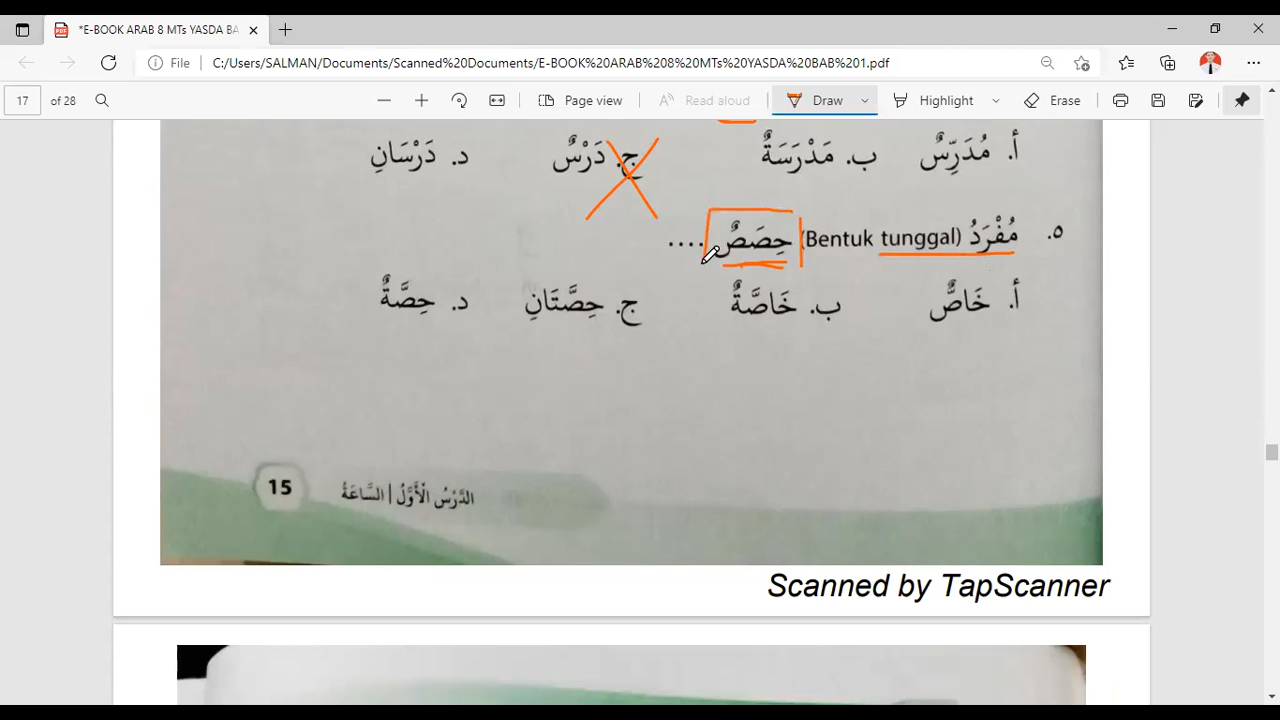 *E-BOOK ARAB 8 MTs YASDA BA
File C:/Users/SALMAN/Documents/Scanned%20Documents/E-BOOK%20ARAB%208%20MTs%20YASDA%20BAB%201.pdf
17 of 28 Page view Read aloud Draw Highlight Erase
أ. مُدَرِّسٌ ب. مَدْرَسَةٌ ج. دَرْسٌ د. دَرْسَانِ
٥. مُفْرَدُ (Bentuk tunggal) حِصَصٌ ....
أ. خَاصٌّ ب. خَاصَّةٌ ج. حِصَّتَانِ د. حِصَّةٌ
الدَّرْسُ الْأَوَّلُ | السَّاعَةُ 15
Scanned by TapScanner